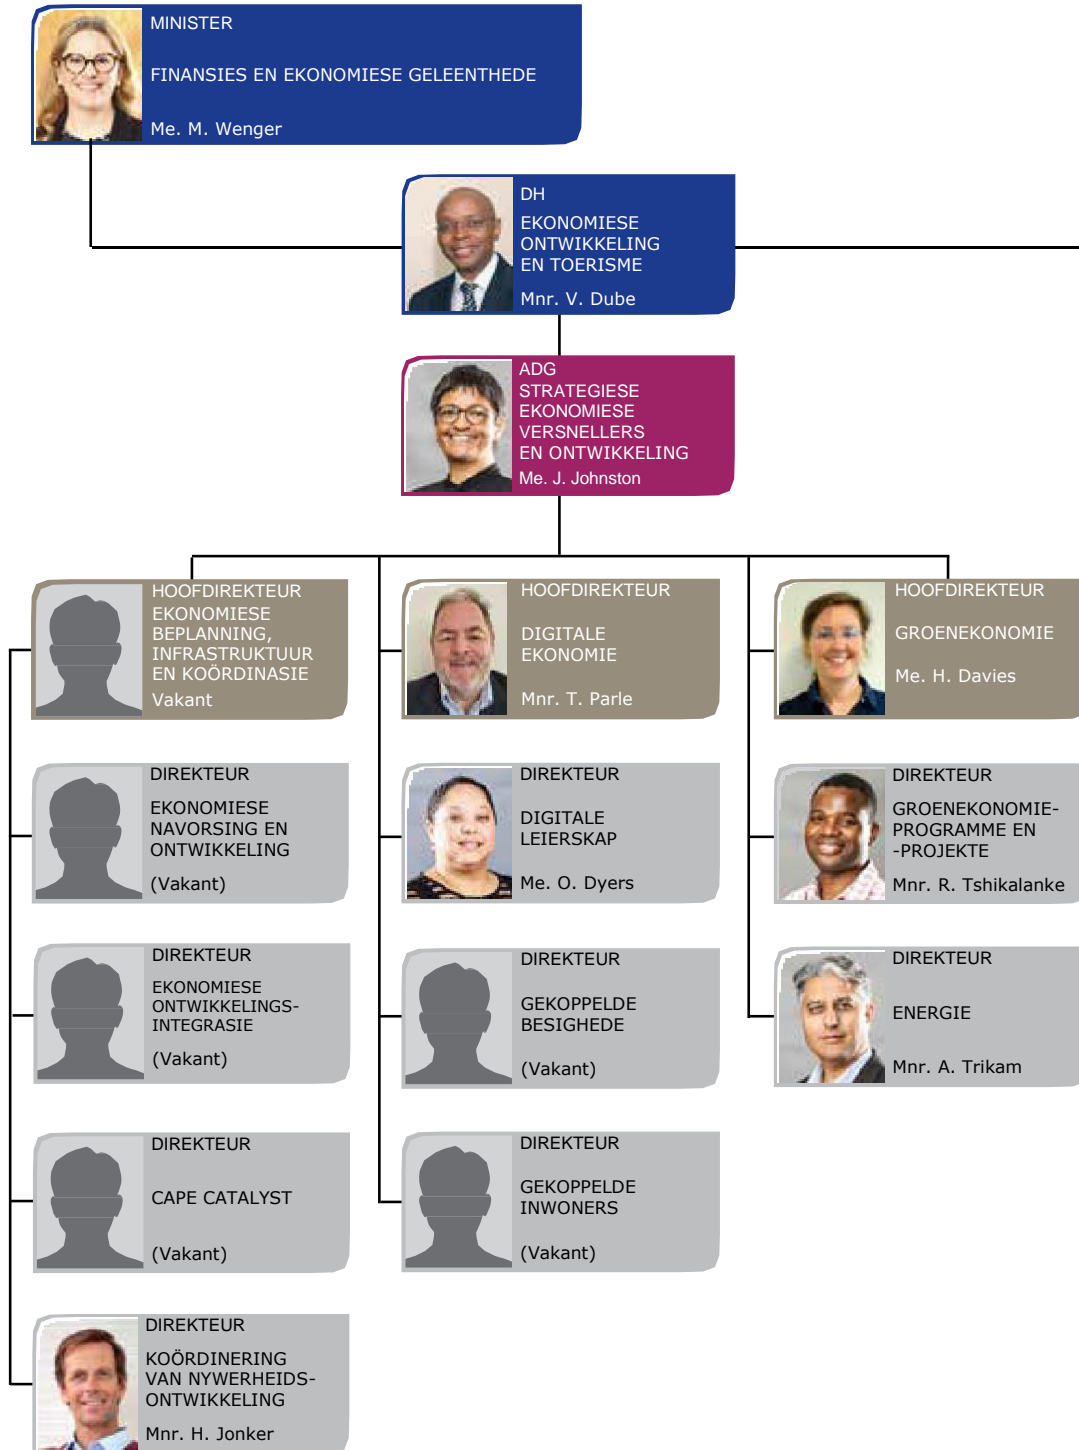 MINISTER
FINANSIES EN EKONOMIESE GELEENTHEDE
Me. M. Wenger
DH
EKONOMIESE
ONTWIKKELING
EN TOERISME
Mnr. V. Dube
ADG
STRATEGIESE
EKONOMIESE
VERSNELLERS
EN ONTWIKKELING
Me. J. Johnston
HOOFDIREKTEUR
EKONOMIESE
BEPLANNING,
INFRASTRUKTUUR
EN KOÖRDINASIE
Vakant
DIREKTEUR
EKONOMIESE
NAVORSING EN
ONTWIKKELING
(Vakant)
DIREKTEUR
EKONOMIESE
ONTWIKKELINGS-
INTEGRASIE
(Vakant)
DIREKTEUR
CAPE CATALYST
(Vakant)
DIREKTEUR
KOÖRDINERING
VAN NYWERHEIDS-
ONTWIKKELING
Mnr. H. Jonker
HOOFDIREKTEUR
DIGITALE
EKONOMIE
Mnr. T. Parle
DIREKTEUR
DIGITALE
LEIERSKAP
Me. O. Dyers
DIREKTEUR
GEKOPPELDE
BESIGHEDE
(Vakant)
DIREKTEUR
GEKOPPELDE
INWONERS
(Vakant)
HOOFDIREKTEUR
GROENEKONOMIE
Me. H. Davies
DIREKTEUR
GROENEKONOMIE-
PROGRAMME EN
-PROJEKTE
Mnr. R. Tshikalanke
DIREKTEUR
ENERGIE
Mnr. A. Trikam